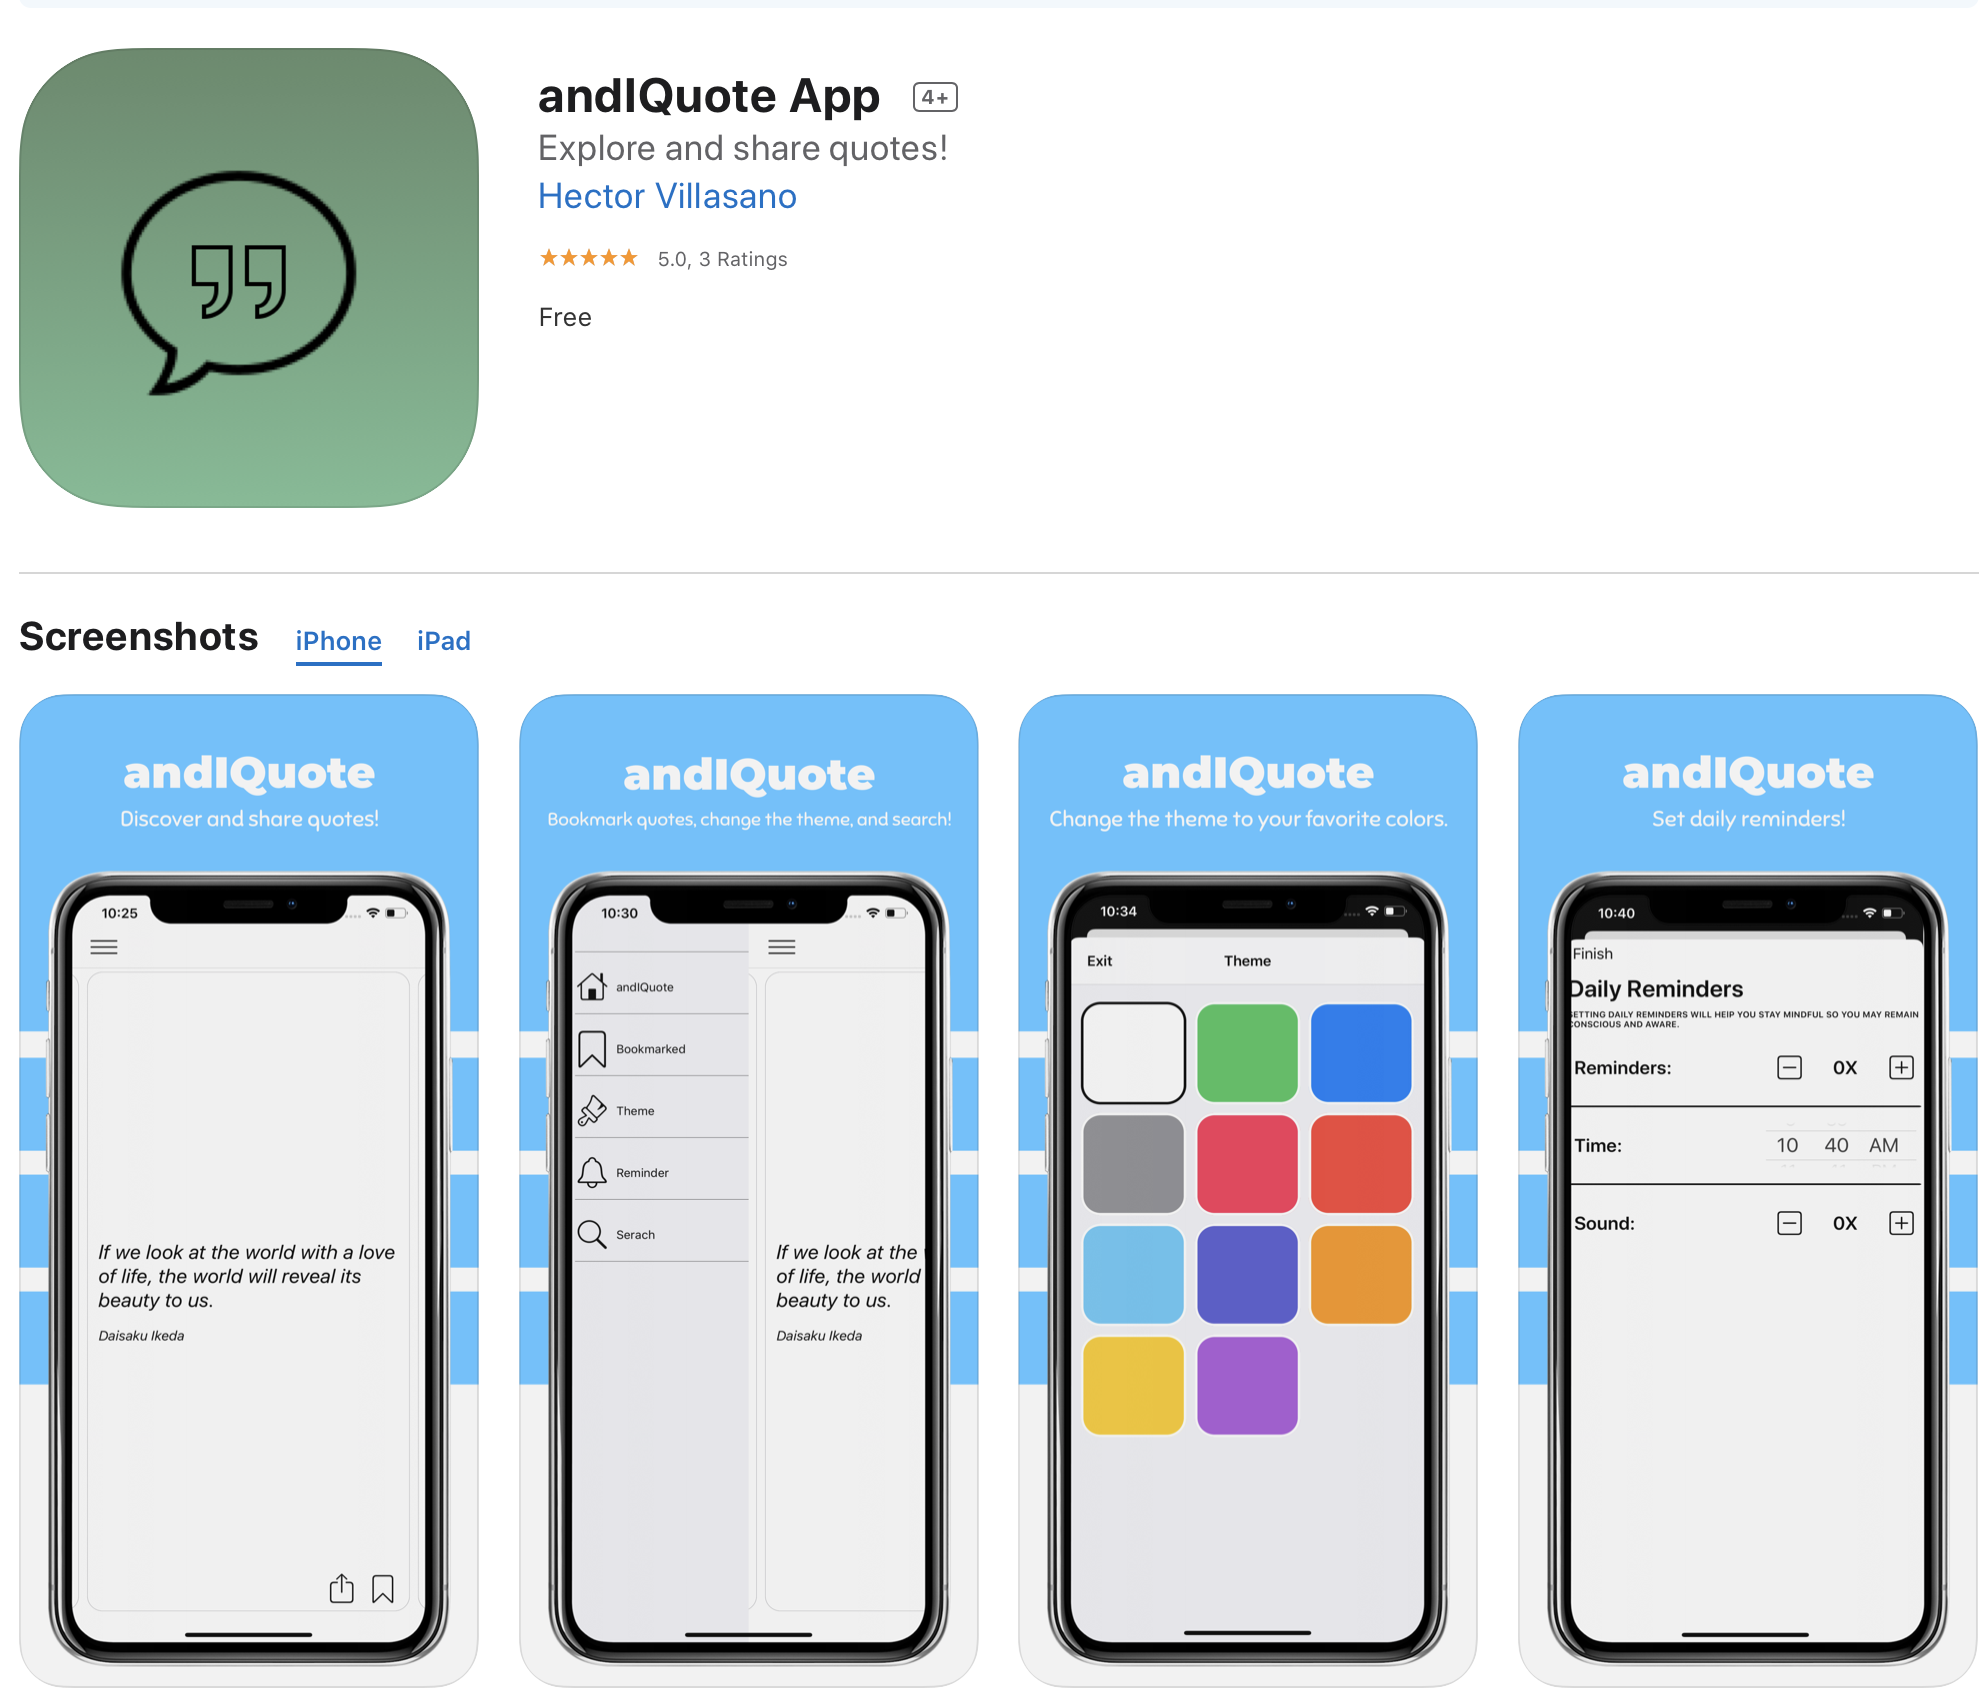 andIQuote App 4+
Explore and share quotes!
Hector Villasano
★★★★★ 5.0, 3 Ratings
Free
Screenshots iPhone iPad
andIQuote
Discover and share quotes!
10:25
If we look at the world with a love
of life, the world will reveal its
beauty to us.
Daisaku Ikeda
andIQuote
Bookmark quotes, change the theme, and search!
10:30
andIQuote
Bookmarked
Theme
Reminder
Serach
If we look at the
of life, the world
beauty to us.
Daisaku Ikeda
andIQuote
Change the theme to your favorite colors.
10:34
Exit Theme
andIQuote
Set daily reminders!
10:40
Finish
Daily Reminders
SETTING DAILY REMINDERS WILL HEIP YOU STAY MINDFUL SO YOU MAY REMAIN
CONSCIOUS AND AWARE.
Reminders: 0X
Time: 10 40 AM
Sound: 0X